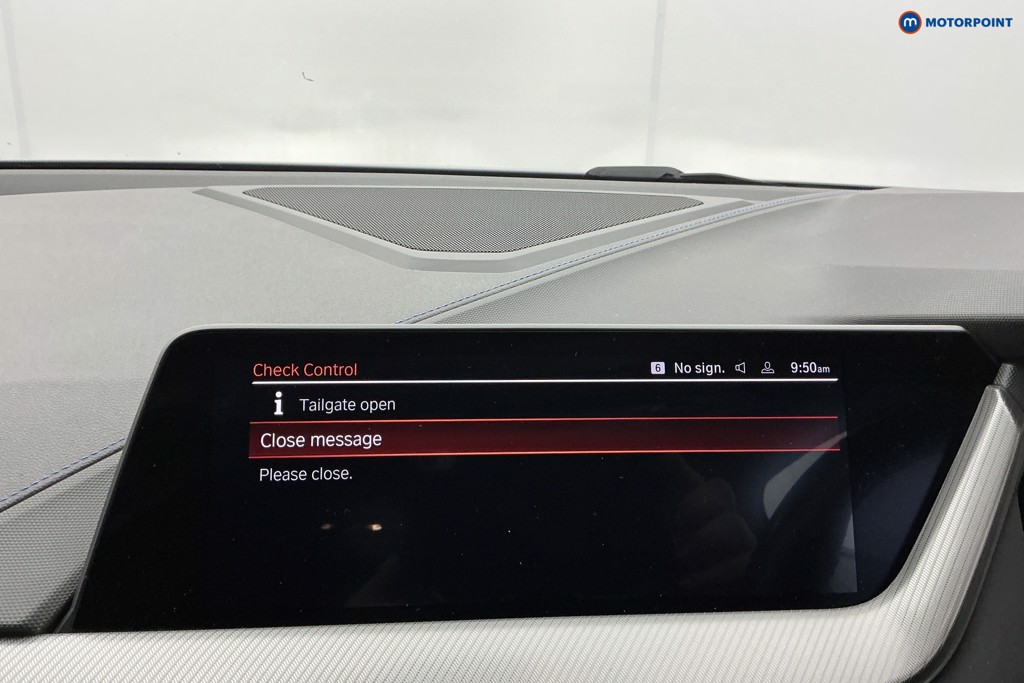 m MOTORPOINT
Check Control
6 No sign. 9:50am
i Tailgate open
Close message
Please close.